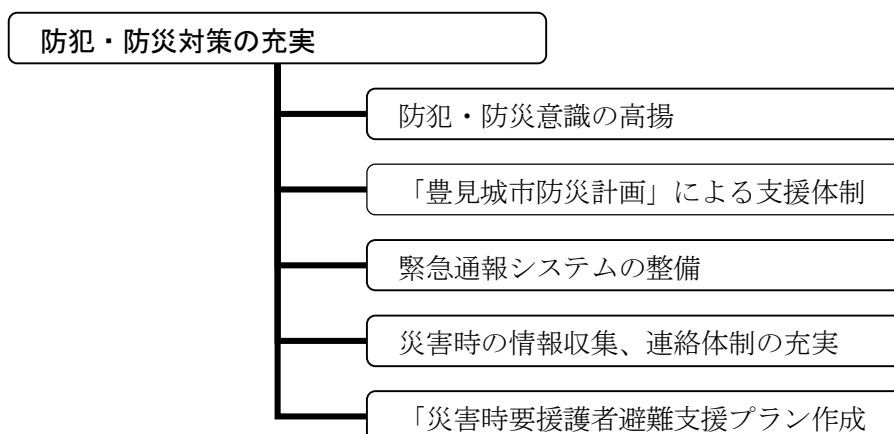 防犯・防災対策の充実
防犯・防災意識の高揚
「豊見城市防災計画」による支援体制
緊急通報システムの整備
災害時の情報収集、連絡体制の充実
「災害時要援護者避難支援プラン作成